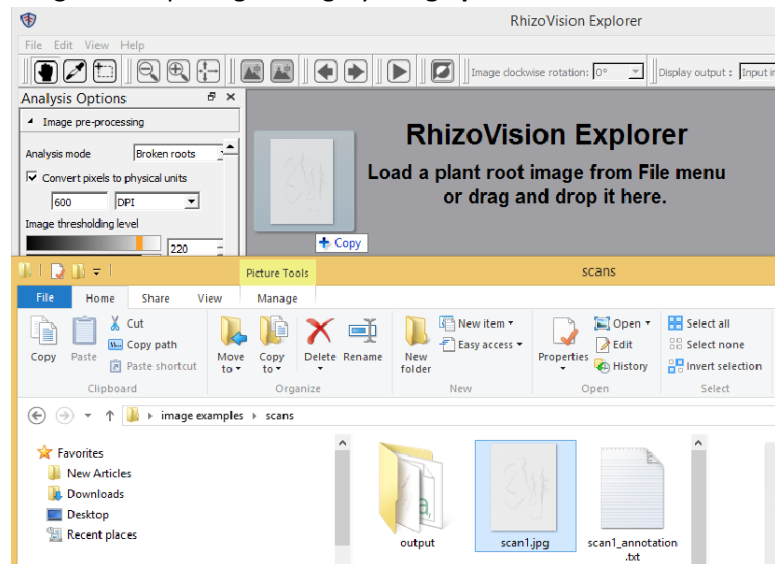 RhizoVision Explorer
File Edit View Help
Image clockwise rotation: 0° Display output : Input i
Analysis Options
Image pre-processing
Analysis mode Broken roots
Convert pixels to physical units
600 DPI
Image thresholding level
220
RhizoVision Explorer
Load a plant root image from File menu
or drag and drop it here.
Copy
Picture Tools scans
File Home Share View Manage
Copy Paste Cut
Copy path
Paste shortcut
Clipboard
Move to Copy to Delete Rename
Organize
New folder New item
Easy access
New
Properties Open
Edit
History
Open
Select all
Select none
Invert selection
Select
image examples scans
Favorites
New Articles
Downloads
Desktop
Recent places
output scan1.jpg scan1_annotation
.txt